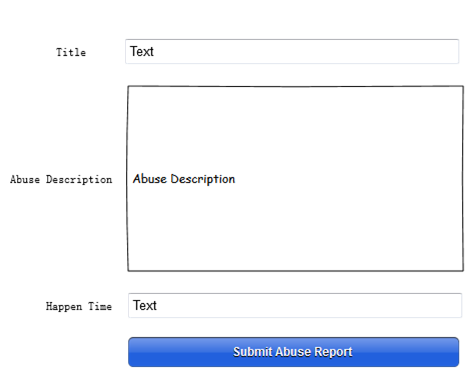 Title
Text
Abuse Description
Abuse Description
Happen Time
Text
Submit Abuse Report